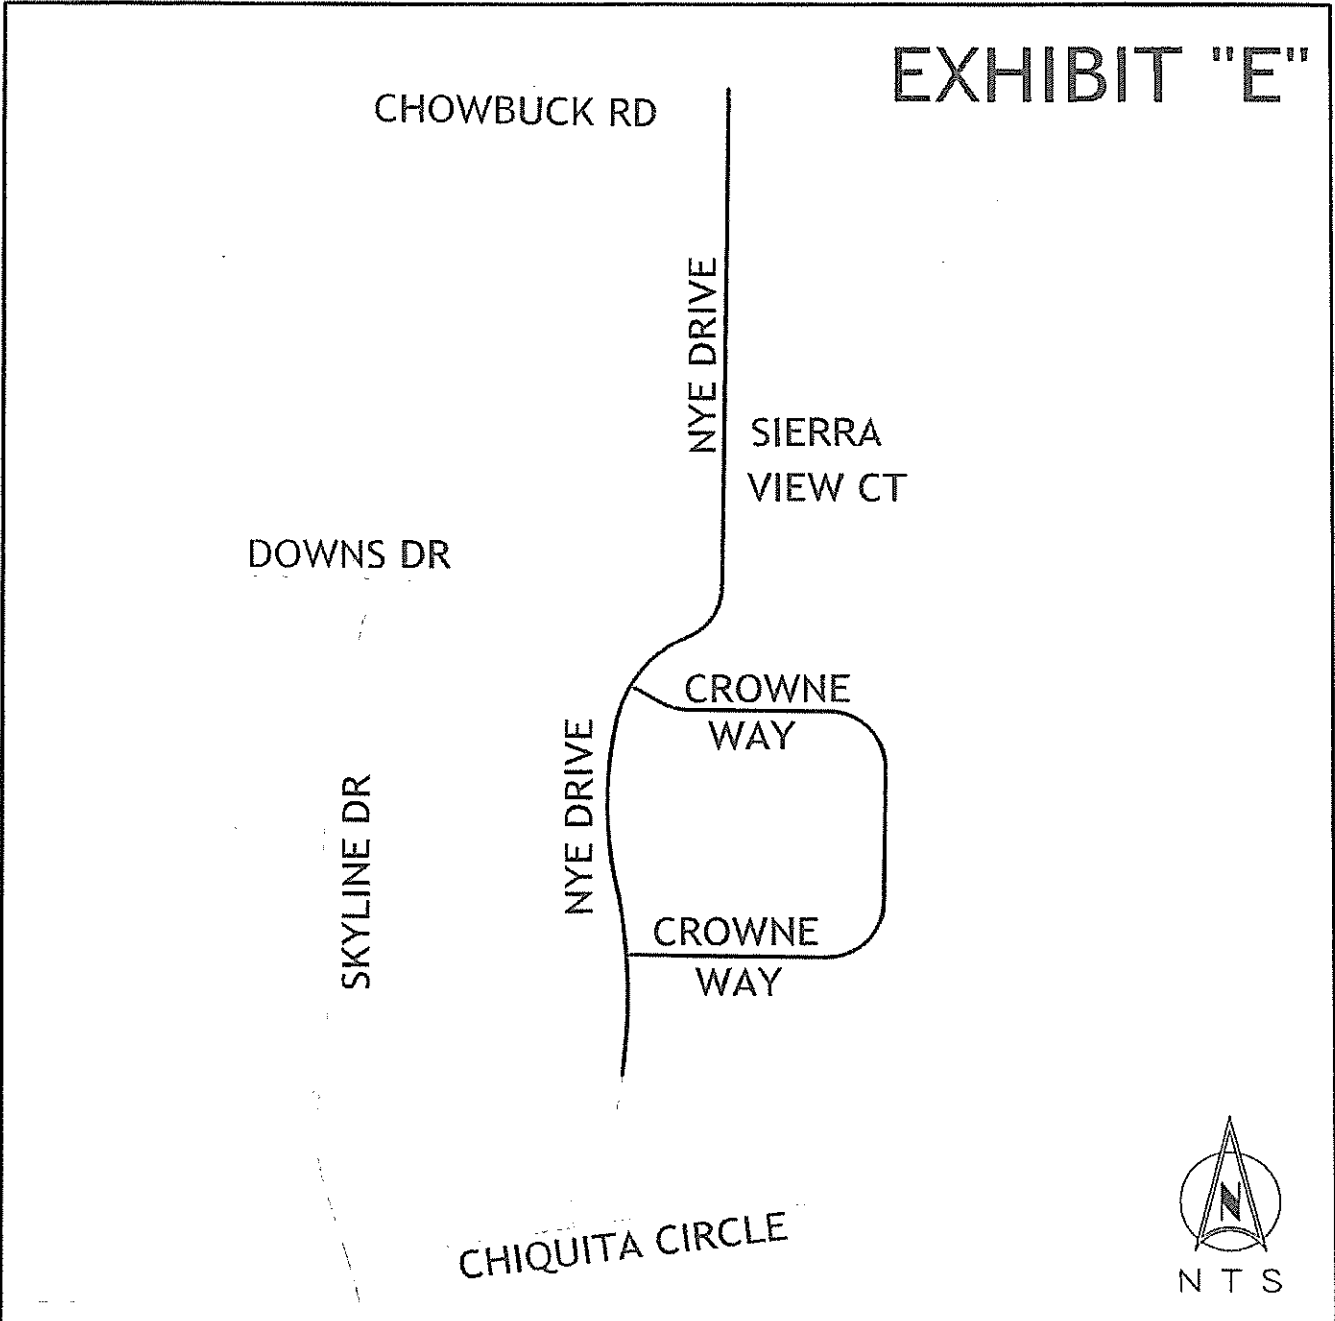 EXHIBIT "E"
CHOWBUCK RD
NYE DRIVE
SIERRA
VIEW CT
DOWNS DR
CROWNE
WAY
NYE DRIVE
SKYLINE DR
CROWNE
WAY
CHIQUITA CIRCLE
N
NTS